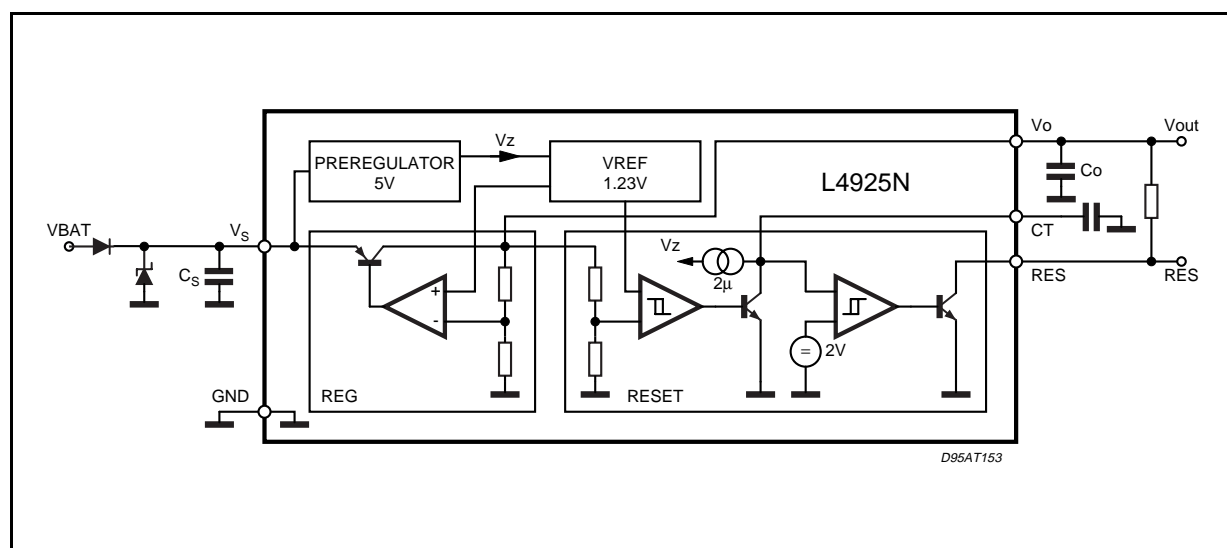 Vo
Vout
Vz
PREREGULATOR
5V
VREF
1.23V
L4925N
Co
VBAT
VS
CT
CS
Vz
2μ
RES
RES
+
-
=
2V
GND
REG
RESET
D95AT153